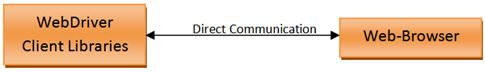 WebDriver
Client Libraries
Direct Communication
Web-Browser